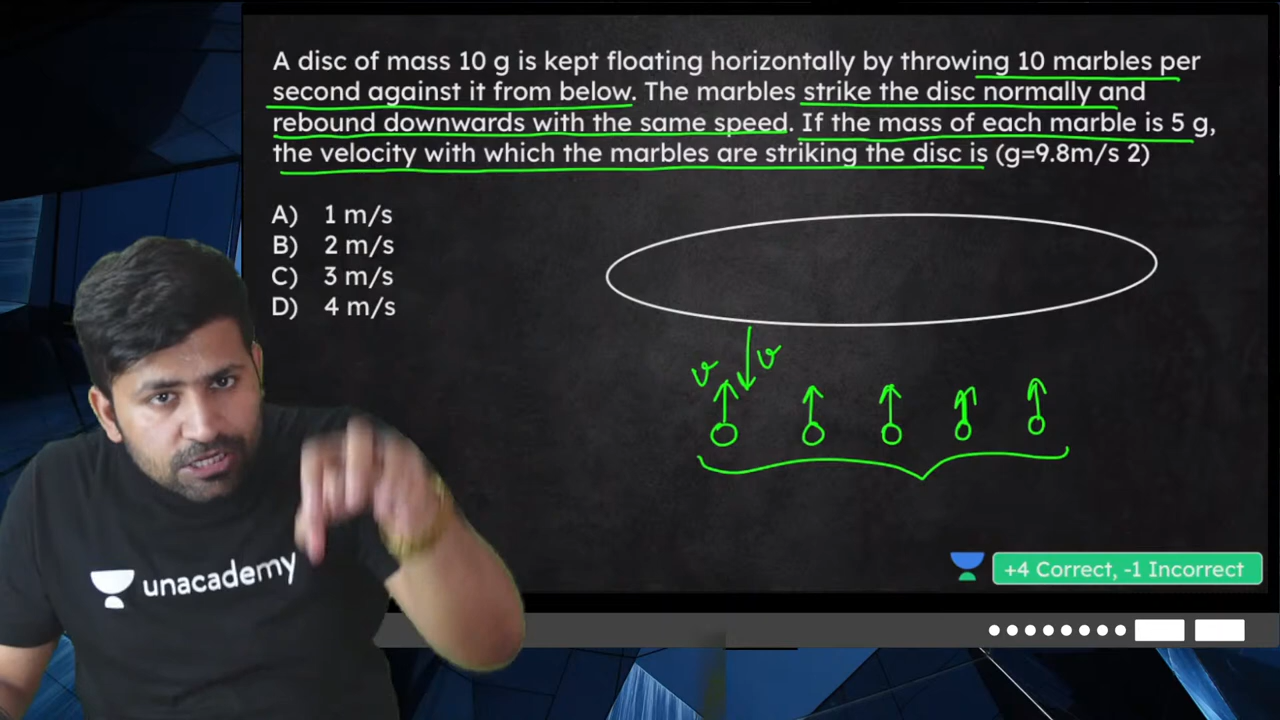 A disc of mass 10 g is kept floating horizontally by throwing 10 marbles per
second against it from below. The marbles strike the disc normally and
rebound downwards with the same speed. If the mass of each marble is 5 g,
the velocity with which the marbles are striking the disc is (g=9.8m/s 2)
A) 1 m/s
B) 2 m/s
C) 3 m/s
D) 4 m/s
v v
unacademy
+4 Correct, -1 Incorrect